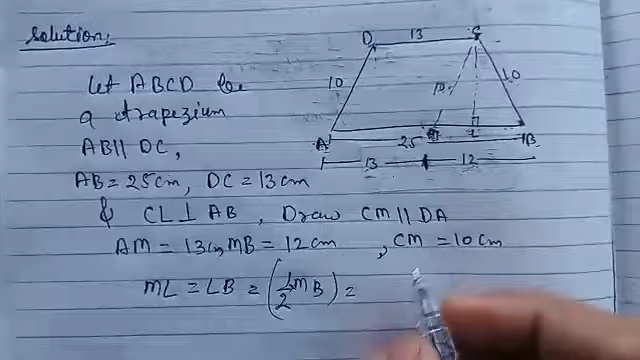 Solution:
D 13 C
Let ABCD be
10 10 10
a trapezium
A 25 L B
AB || DC,
13 12
AB = 25cm, DC = 13cm
& CL ⊥ AB, Draw CM || DA
AM = 13cm, MB = 12cm , CM = 10cm
ML = LB = (1/2 MB) =